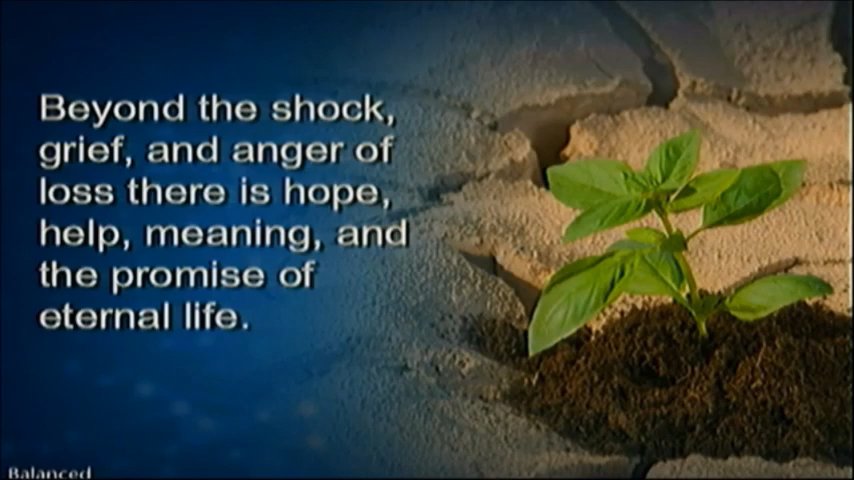 Beyond the shock,
grief, and anger of
loss there is hope,
help, meaning, and
the promise of
eternal life.
Balanced